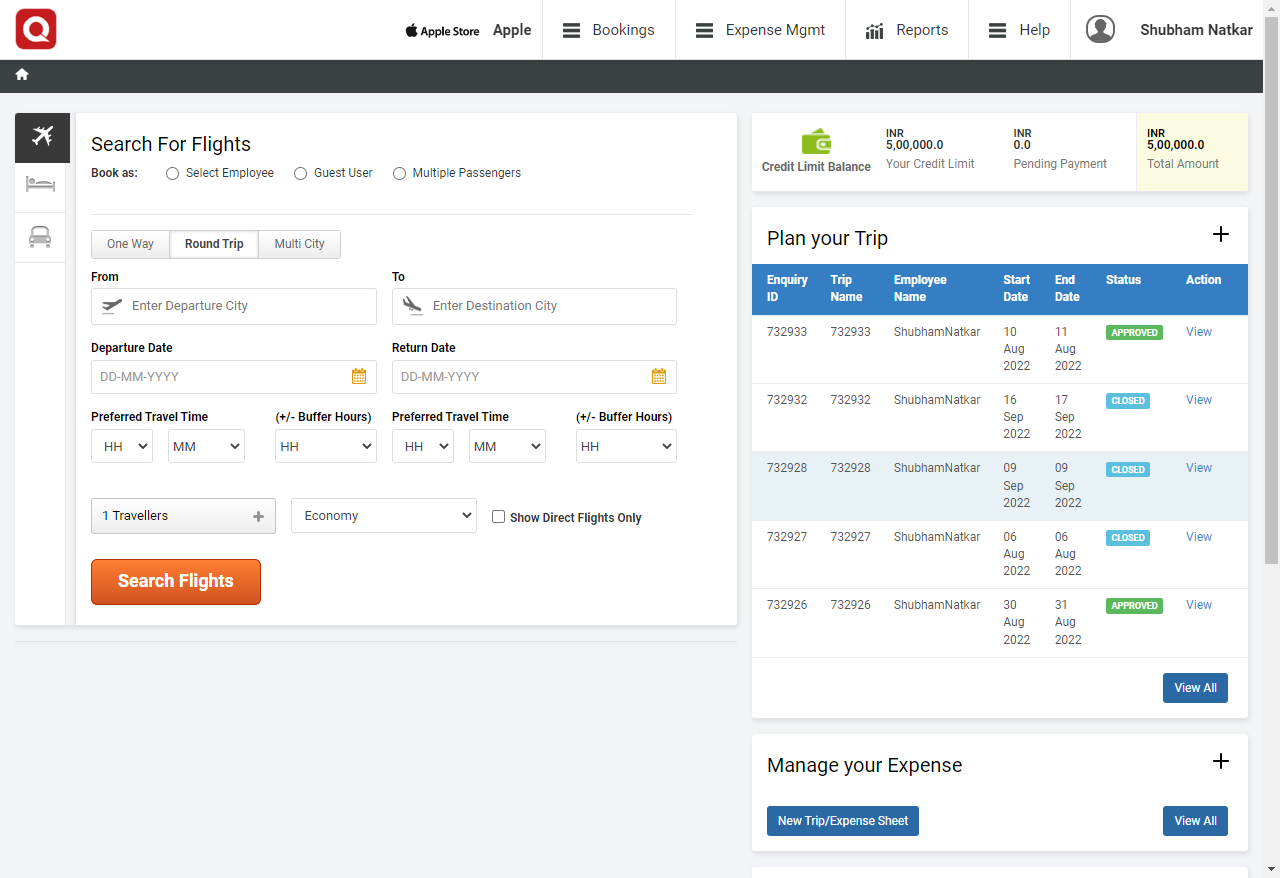 Apple Store Apple
Bookings
Expense Mgmt
Reports
Help
Shubham Natkar
Search For Flights
Book as: Select Employee Guest User Multiple Passengers
One Way Round Trip Multi City
From To
Enter Departure City Enter Destination City
Departure Date Return Date
DD-MM-YYYY DD-MM-YYYY
Preferred Travel Time (+/- Buffer Hours) Preferred Travel Time (+/- Buffer Hours)
HH MM HH HH MM HH
1 Travellers Economy Show Direct Flights Only
Search Flights
Credit Limit Balance
INR
5,00,000.0
Your Credit Limit
INR
0.0
Pending Payment
INR
5,00,000.0
Total Amount
Plan your Trip
Enquiry ID Trip Name Employee Name Start Date End Date Status Action
732933 732933 ShubhamNatkar 10 Aug 2022 11 Aug 2022 APPROVED View
732932 732932 ShubhamNatkar 16 Sep 2022 17 Sep 2022 CLOSED View
732928 732928 ShubhamNatkar 09 Sep 2022 09 Sep 2022 CLOSED View
732927 732927 ShubhamNatkar 06 Aug 2022 06 Aug 2022 CLOSED View
732926 732926 ShubhamNatkar 30 Aug 2022 31 Aug 2022 APPROVED View
View All
Manage your Expense
New Trip/Expense Sheet View All